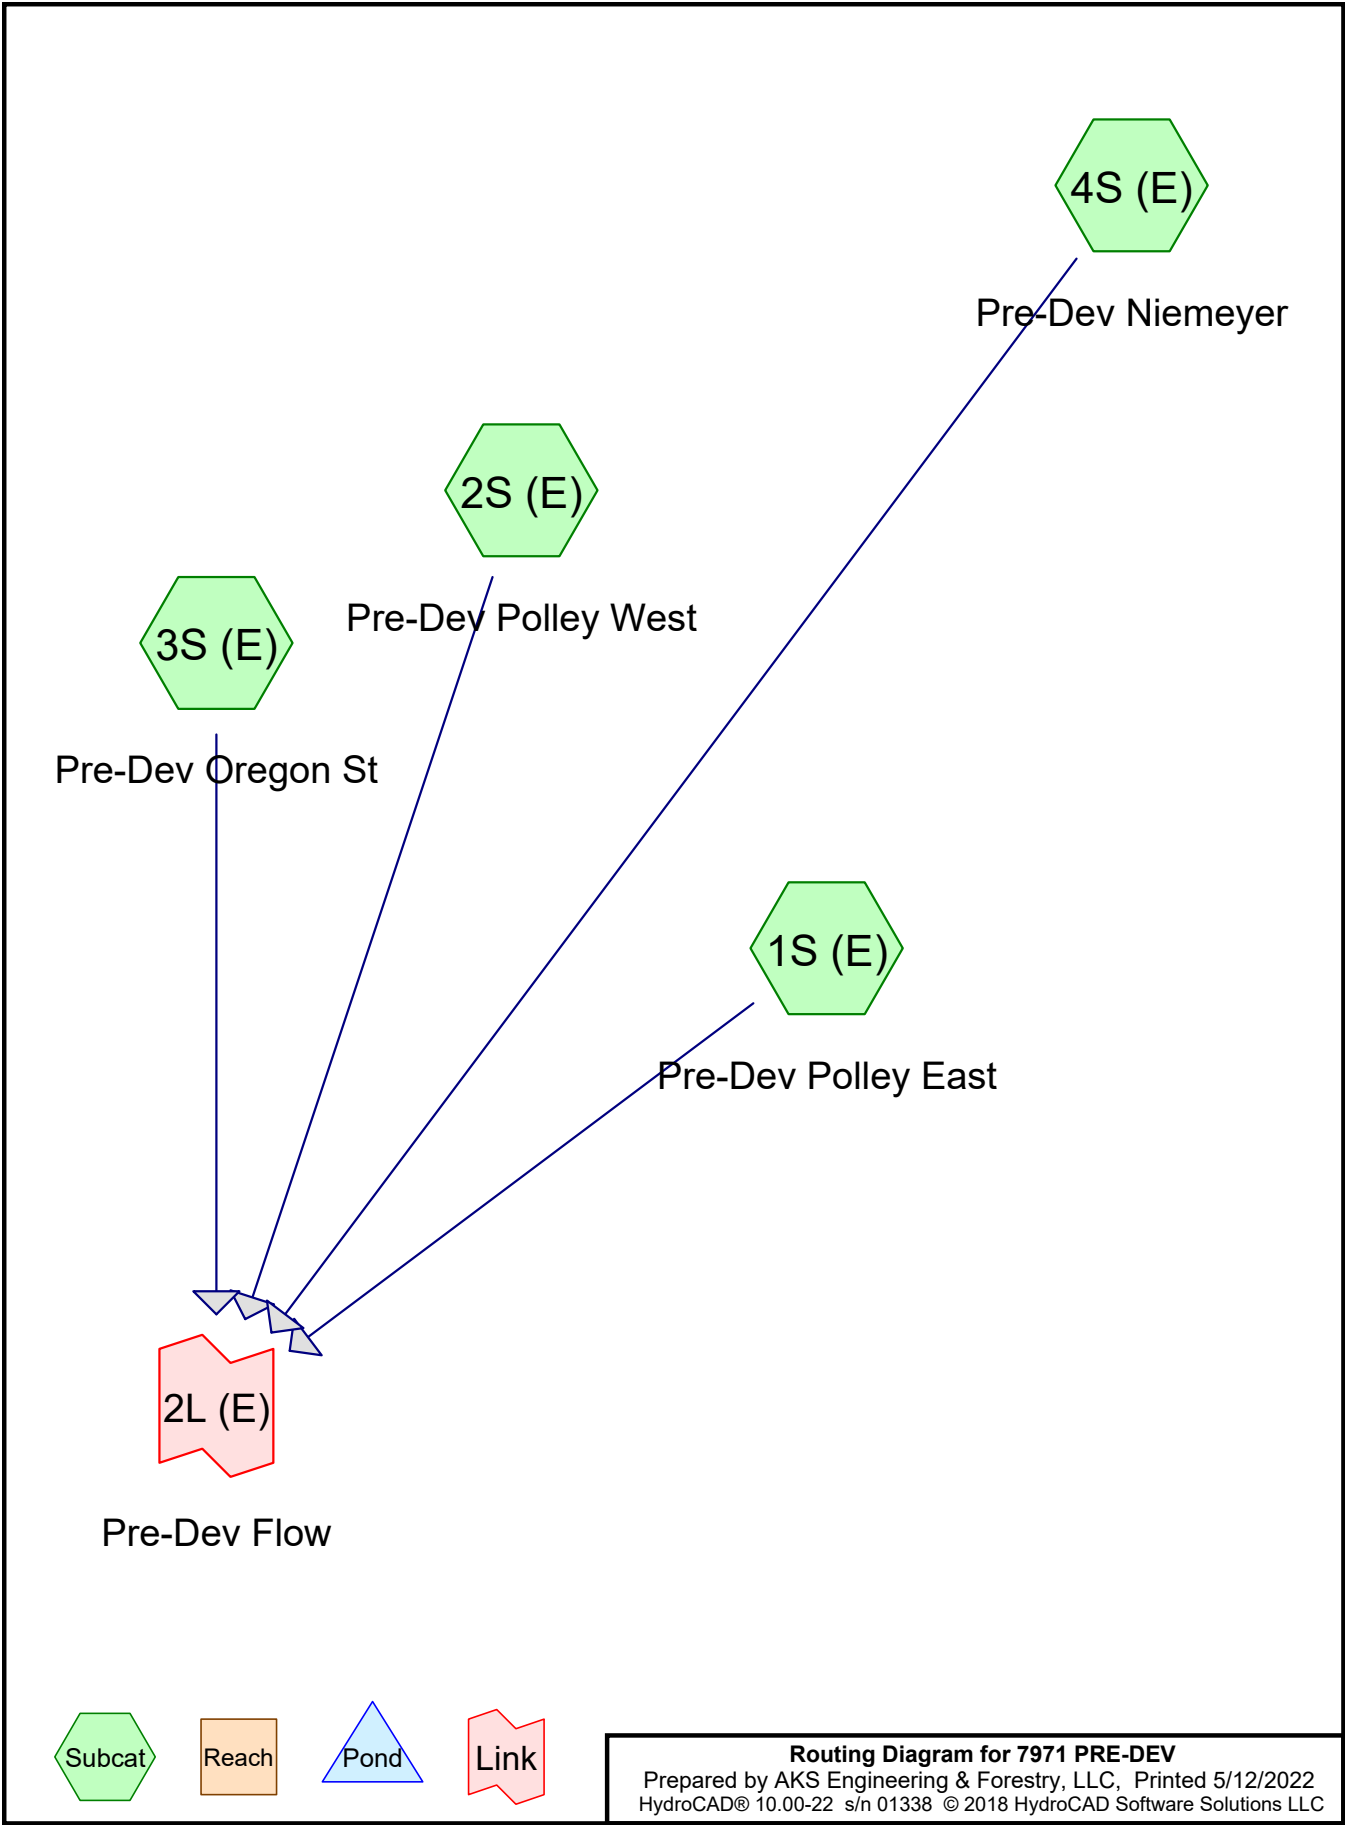 4S (E)
Pre-Dev Niemeyer
2S (E)
Pre-Dev Polley West
3S (E)
Pre-Dev Oregon St
1S (E)
Pre-Dev Polley East
2L (E)
Pre-Dev Flow
Subcat
Reach
Pond
Link
Routing Diagram for 7971 PRE-DEV
Prepared by AKS Engineering & Forestry, LLC, Printed 5/12/2022
HydroCAD® 10.00-22 s/n 01338 © 2018 HydroCAD Software Solutions LLC